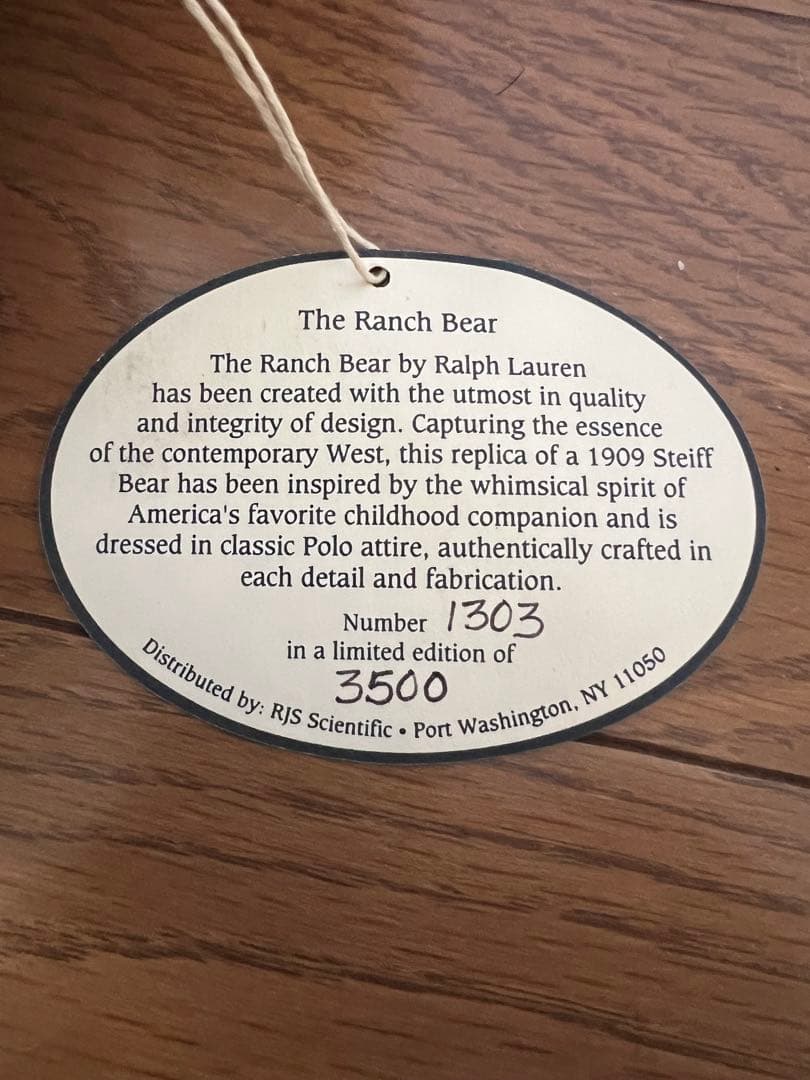 The Ranch Bear
The Ranch Bear by Ralph Lauren
has been created with the utmost in quality
and integrity of design. Capturing the essence
of the contemporary West, this replica of a 1909 Steiff
Bear has been inspired by the whimsical spirit of
America's favorite childhood companion and is
dressed in classic Polo attire, authentically crafted in
each detail and fabrication.
Number 1303
in a limited edition of
3500
Distributed by: RJS Scientific • Port Washington, NY 11050